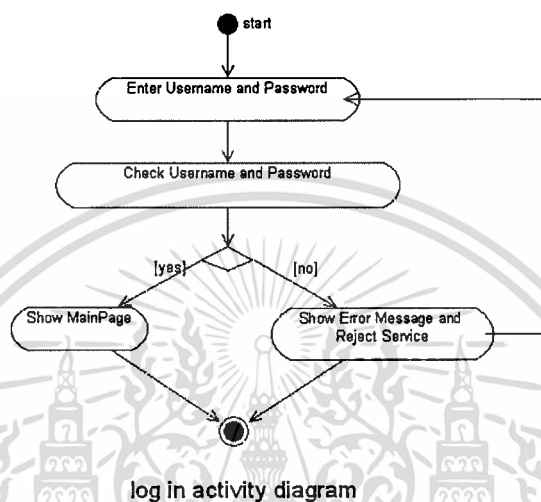 start
Enter Username and Password
Check Username and Password
[yes]
[no]
Show MainPage
Show Error Message and
Reject Service
log in activity diagram